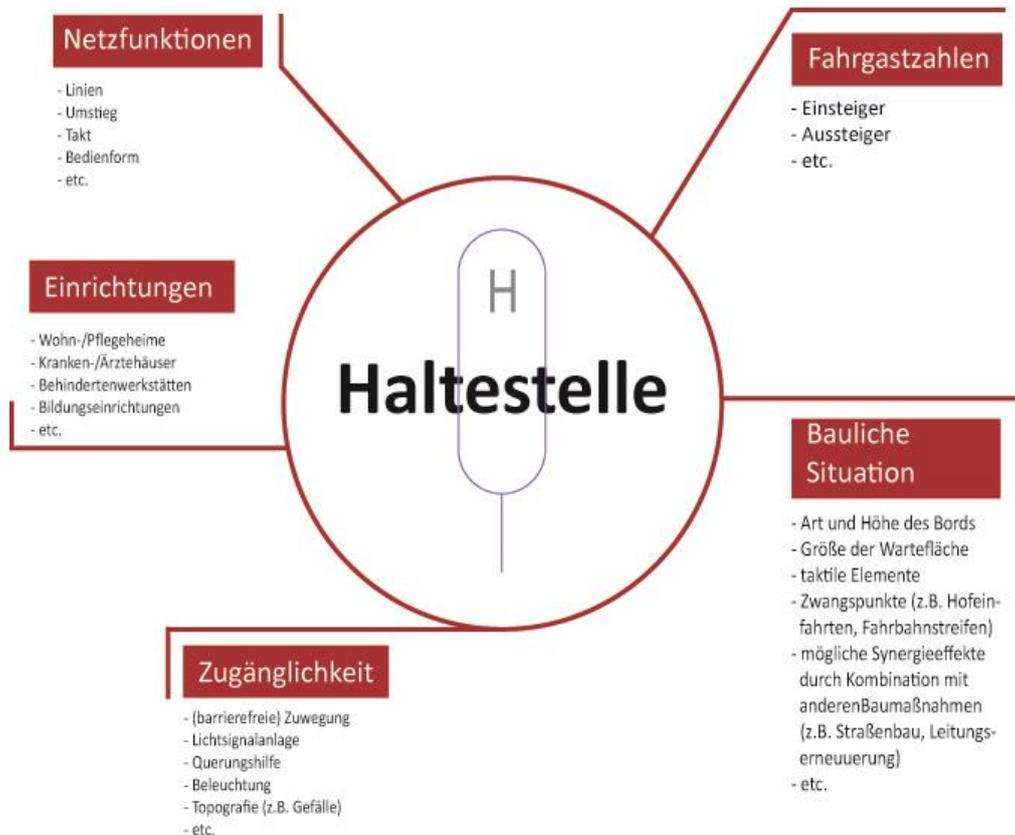 Netzfunktionen
- Linien
- Umstieg
- Takt
- Bedienform
- etc.
Fahrgastzahlen
- Einsteiger
- Aussteiger
- etc.
Einrichtungen
- Wohn-/Pflegeheime
- Kranken-/Ärztehäuser
- Behindertenwerkstätten
- Bildungseinrichtungen
- etc.
H
Haltestelle
Bauliche
Situation
- Art und Höhe des Bords
- Größe der Wartefläche
- taktile Elemente
- Zwangspunkte (z.B. Hofein-
fahrten, Fahrbahnstreifen)
- mögliche Synergieeffekte
durch Kombination mit
anderenBaumaßnahmen
(z.B. Straßenbau, Leitungs-
erneuuerung)
- etc.
Zugänglichkeit
- (barrierefreie) Zuwegung
- Lichtsignalanlage
- Querungshilfe
- Beleuchtung
- Topografie (z.B. Gefälle)
- etc.